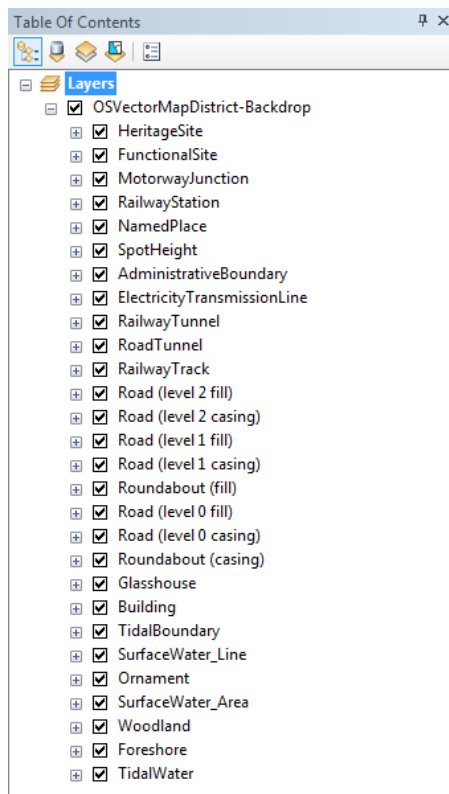 Table Of Contents
Layers
OSVectorMapDistrict-Backdrop
HeritageSite
FunctionalSite
MotorwayJunction
RailwayStation
NamedPlace
SpotHeight
AdministrativeBoundary
ElectricityTransmissionLine
RailwayTunnel
RoadTunnel
RailwayTrack
Road (level 2 fill)
Road (level 2 casing)
Road (level 1 fill)
Road (level 1 casing)
Roundabout (fill)
Road (level 0 fill)
Road (level 0 casing)
Roundabout (casing)
Glasshouse
Building
TidalBoundary
SurfaceWater_Line
Ornament
SurfaceWater_Area
Woodland
Foreshore
TidalWater